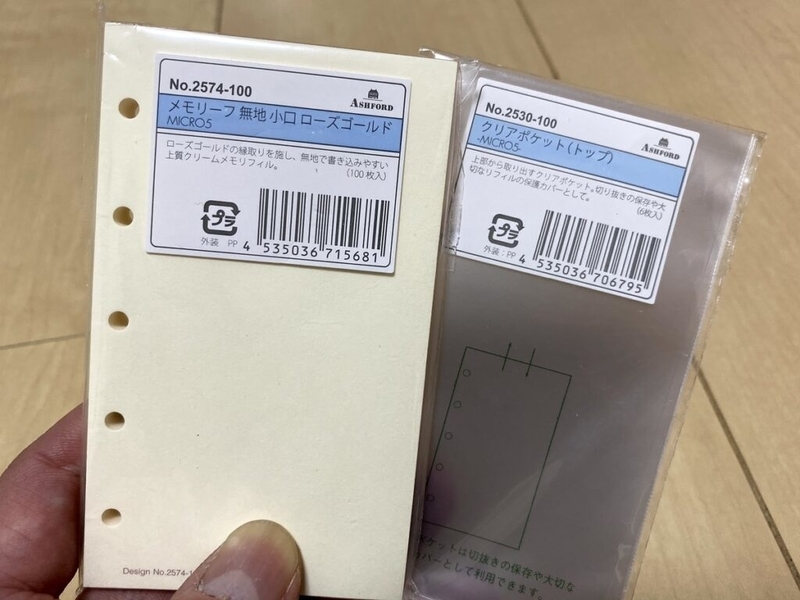 No.2574-100
ASHFORD
メモリーフ 無地 小口 ローズゴールド
MICRO5
ローズゴールドの縁取りを施し、無地で書き込みやすい
上質クリームメモリフィル。
(100枚入)
プラ
外装 PP
4 535036 715681
Design No.2574-1
No.2530-100
ASHFORD
クリアポケット(トップ)
-MICRO5-
上部から取り出すクリアポケット。切り抜きの保存や大
切なリフィルの保護カバーとして。
(6枚入)
プラ
外装:PP
4 535036 706795
ポケットは切抜きの保存や大切な
バーとして利用できます。